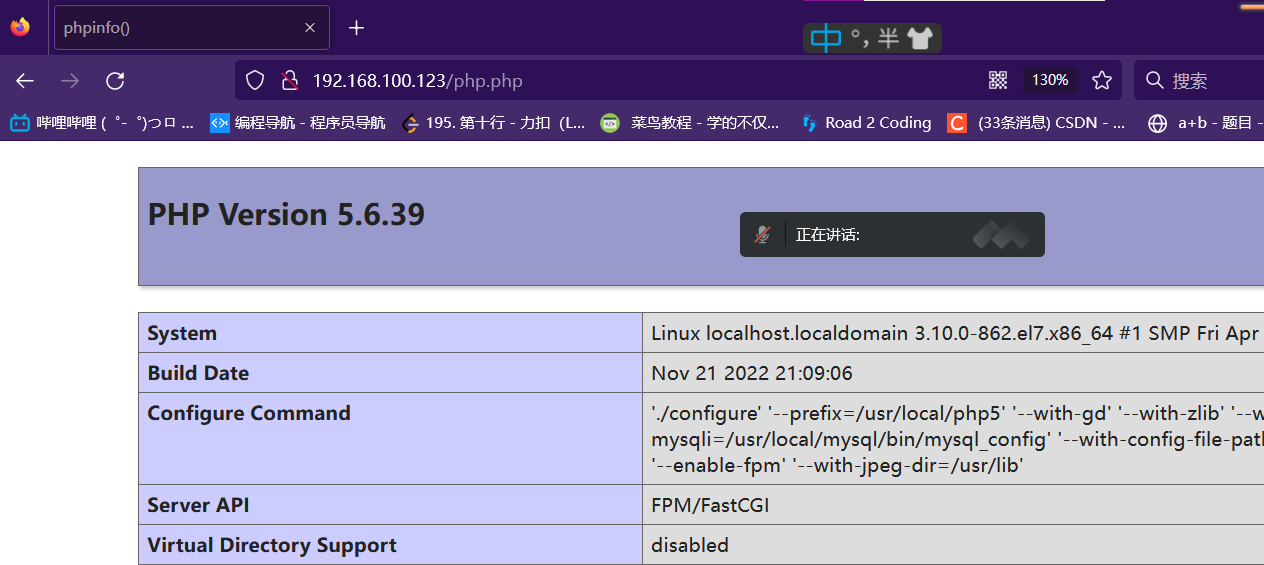 phpinfo()
中 °, 半
192.168.100.123/php.php
130%
搜索
哔哩哔哩 ( ゜- ゜)つロ ...
编程导航 - 程序员导航
195. 第十行 - 力扣（L...
菜鸟教程 - 学的不仅...
Road 2 Coding
C
(33条消息) CSDN - ...
a+b - 题目 -
PHP Version 5.6.39
正在讲话:
System
Linux localhost.localdomain 3.10.0-862.el7.x86_64 #1 SMP Fri Apr
Build Date
Nov 21 2022 21:09:06
Configure Command
'./configure' '--prefix=/usr/local/php5' '--with-gd' '--with-zlib' '--w
mysqli=/usr/local/mysql/bin/mysql_config' '--with-config-file-pat
'--enable-fpm' '--with-jpeg-dir=/usr/lib'
Server API
FPM/FastCGI
Virtual Directory Support
disabled